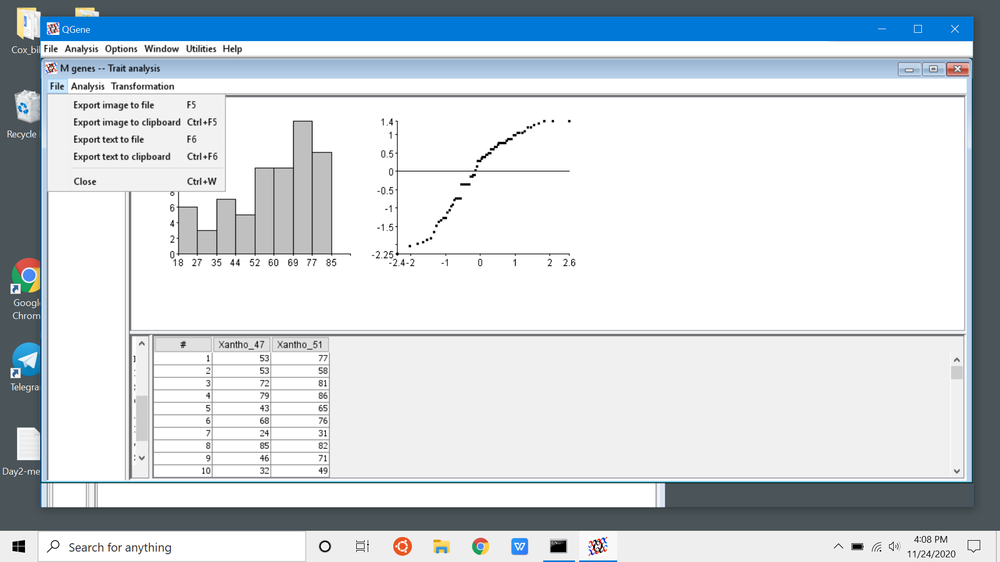 Cox_bil
Recycle
Googl
Chrom
Telegra
Day2-me
QGene
File Analysis Options Window Utilities Help
M genes -- Trait analysis
File Analysis Transformation
Export image to file F5
Export image to clipboard Ctrl+F5
Export text to file F6
Export text to clipboard Ctrl+F6
Close Ctrl+W
8
6
4
2
0
18 27 35 44 52 60 69 77 85
1.4
1
0.5
0
-0.5
-1
-1.5
-2.25
-2.4 -2 -1 0 1 2 2.6
# Xantho_47 Xantho_51
1 53 77
2 53 58
3 72 81
4 79 86
5 43 65
6 68 76
7 24 31
8 85 82
9 46 71
10 32 49
Search for anything
4:08 PM
11/24/2020